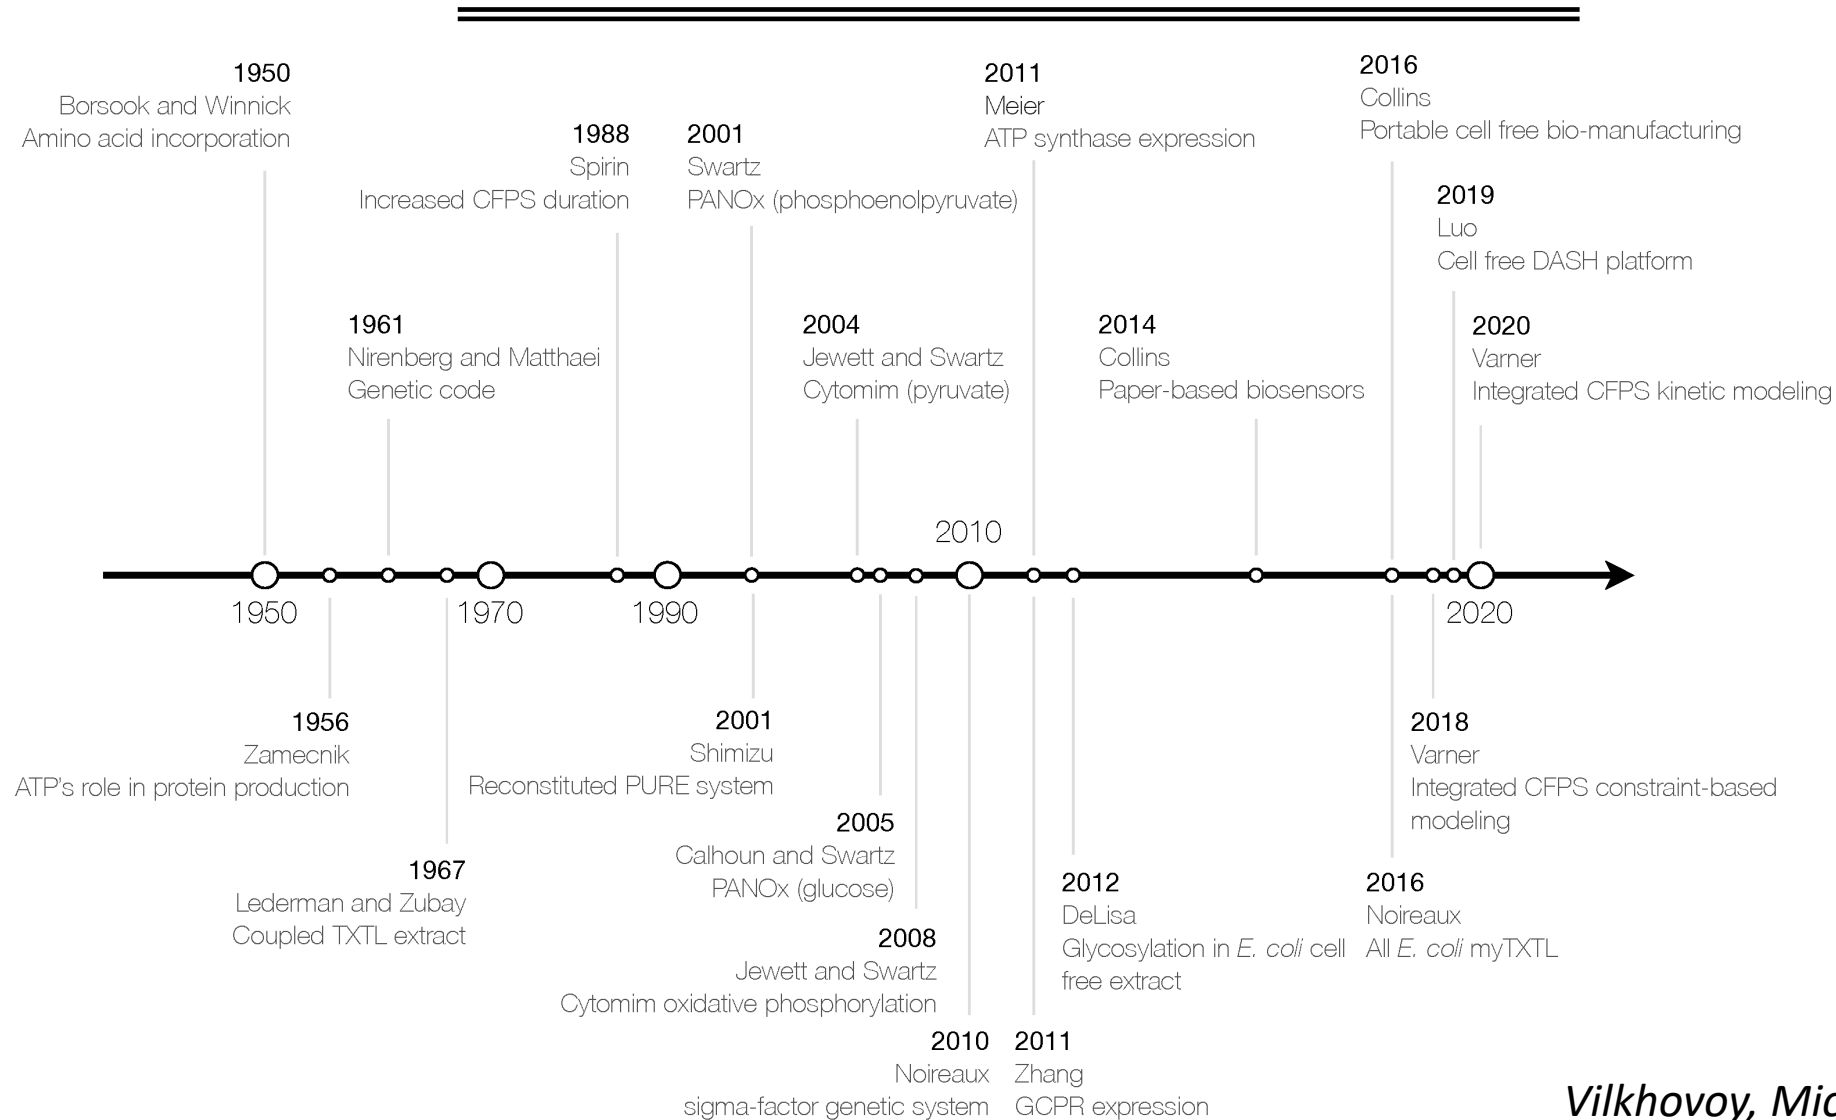 1950
Borsook and Winnick
Amino acid incorporation
1988
Spirin
Increased CFPS duration
2001
Swartz
PANOx (phosphoenolpyruvate)
2011
Meier
ATP synthase expression
2016
Collins
Portable cell free bio-manufacturing
2019
Luo
Cell free DASH platform
1961
Nirenberg and Matthaei
Genetic code
2004
Jewett and Swartz
Cytomim (pyruvate)
2014
Collins
Paper-based biosensors
2020
Varner
Integrated CFPS kinetic modeling
2010
1950
1970
1990
2020
1956
Zamecnik
ATP's role in protein production
1967
Lederman and Zubay
Coupled TXTL extract
2001
Shimizu
Reconstituted PURE system
2005
Calhoun and Swartz
PANOx (glucose)
2008
Jewett and Swartz
Cytomim oxidative phosphorylation
2010
Noireaux
sigma-factor genetic system
2011
Zhang
GCPR expression
2012
DeLisa
Glycosylation in E. coli cell
free extract
2016
Noireaux
All E. coli myTXTL
2018
Varner
Integrated CFPS constraint-based
modeling
Vilkhovoy,